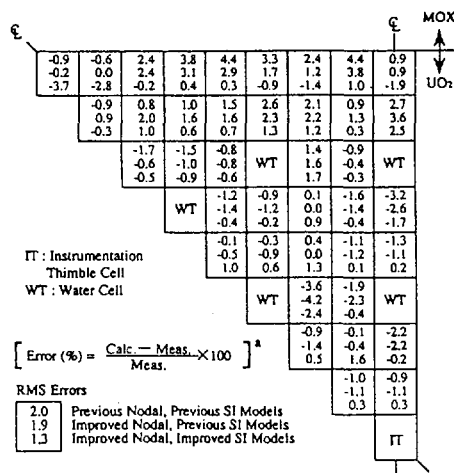 ℄ ℄ MOX
UO₂
-0.9 -0.6 2.4 3.8 4.4 3.3 2.4 4.4 0.9
-0.2 0.0 2.4 3.1 2.9 1.7 1.2 3.8 0.9
-3.7 -2.8 -0.2 0.4 0.3 -0.9 -1.4 1.0 -1.9
-0.9 0.8 1.0 1.5 2.6 2.1 0.9 2.7
0.9 2.0 1.6 1.6 2.3 2.2 1.3 3.6
-0.3 1.0 0.6 0.7 1.3 1.2 0.3 2.5
-1.7 -1.5 -0.8 1.4 -0.9
-0.6 -1.0 -0.8 WT 1.6 -0.4 WT
-0.5 -0.9 -0.6 1.7 -0.3
-1.2 -0.9 0.1 -1.6 -3.2
WT -1.4 -1.2 0.0 -1.4 -2.6
-0.4 -0.2 0.9 -0.4 -1.7
-0.1 -0.3 0.4 -1.1 -1.3
-0.5 -0.9 0.0 -1.2 -1.1
1.0 0.6 1.3 0.1 0.2
-3.6 -1.9
WT -4.2 -2.3 WT
-2.4 -0.4
-0.9 -0.1 -2.2
-1.4 -0.4 -2.2
0.5 1.6 -0.2
-1.0 -0.9
-1.1 -1.1
0.3 0.3
IT
IT : Instrumentation
Thimble Cell
WT : Water Cell
[ Error (%) = Calc. — Meas. / Meas. ×100 ]ᵃ
RMS Errors
2.0 Previous Nodal, Previous SI Models
1.9 Improved Nodal, Previous SI Models
1.3 Improved Nodal, Improved SI Models